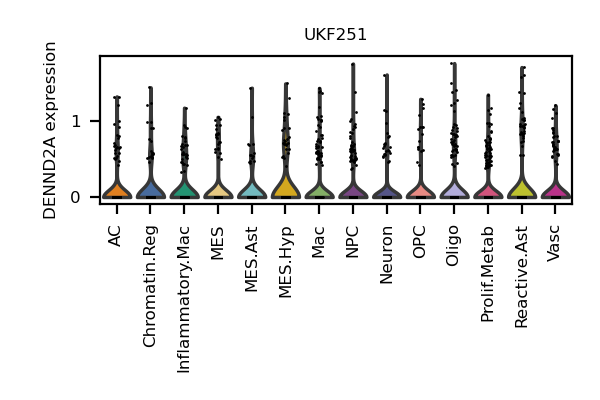 UKF251
DENND2A expression
1
0
AC
Chromatin.Reg
Inflammatory.Mac
MES
MES.Ast
MES.Hyp
Mac
NPC
Neuron
OPC
Oligo
Prolif.Metab
Reactive.Ast
Vasc